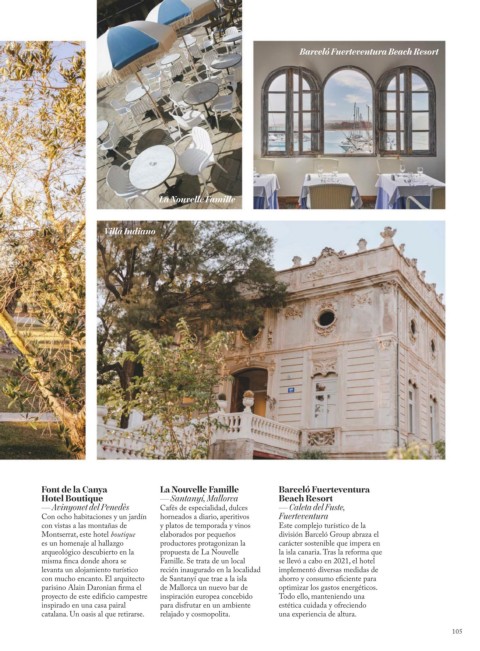 Barceló Fuerteventura Beach Resort
La Nouvelle Famille
Villa Indiano
Font de la Canya
Hotel Boutique
— Avinyonet del Penedès
Con ocho habitaciones y un jardín
con vistas a las montañas de
Montserrat, este hotel boutique
es un homenaje al hallazgo
arqueológico descubierto en la
misma finca donde ahora se
levanta un alojamiento turístico
con mucho encanto. El arquitecto
parisino Alain Daronian firma el
proyecto de este edificio campestre
inspirado en una casa pairal
catalana. Un oasis al que retirarse.
La Nouvelle Famille
— Santanyí, Mallorca
Cafés de especialidad, dulces
horneados a diario, aperitivos
y platos de temporada y vinos
elaborados por pequeños
productores protagonizan la
propuesta de La Nouvelle
Famille. Se trata de un local
recién inaugurado en la localidad
de Santanyí que trae a la isla
de Mallorca un nuevo bar de
inspiración europea concebido
para disfrutar en un ambiente
relajado y cosmopolita.
Barceló Fuerteventura
Beach Resort
— Caleta del Fuste,
Fuerteventura
Este complejo turístico de la
división Barceló Group abraza el
carácter sostenible que impera en
la isla canaria. Tras la reforma que
se llevó a cabo en 2021, el hotel
implementó diversas medidas de
ahorro y consumo eficiente para
optimizar los gastos energéticos.
Todo ello, manteniendo una
estética cuidada y ofreciendo
una experiencia de altura.
105